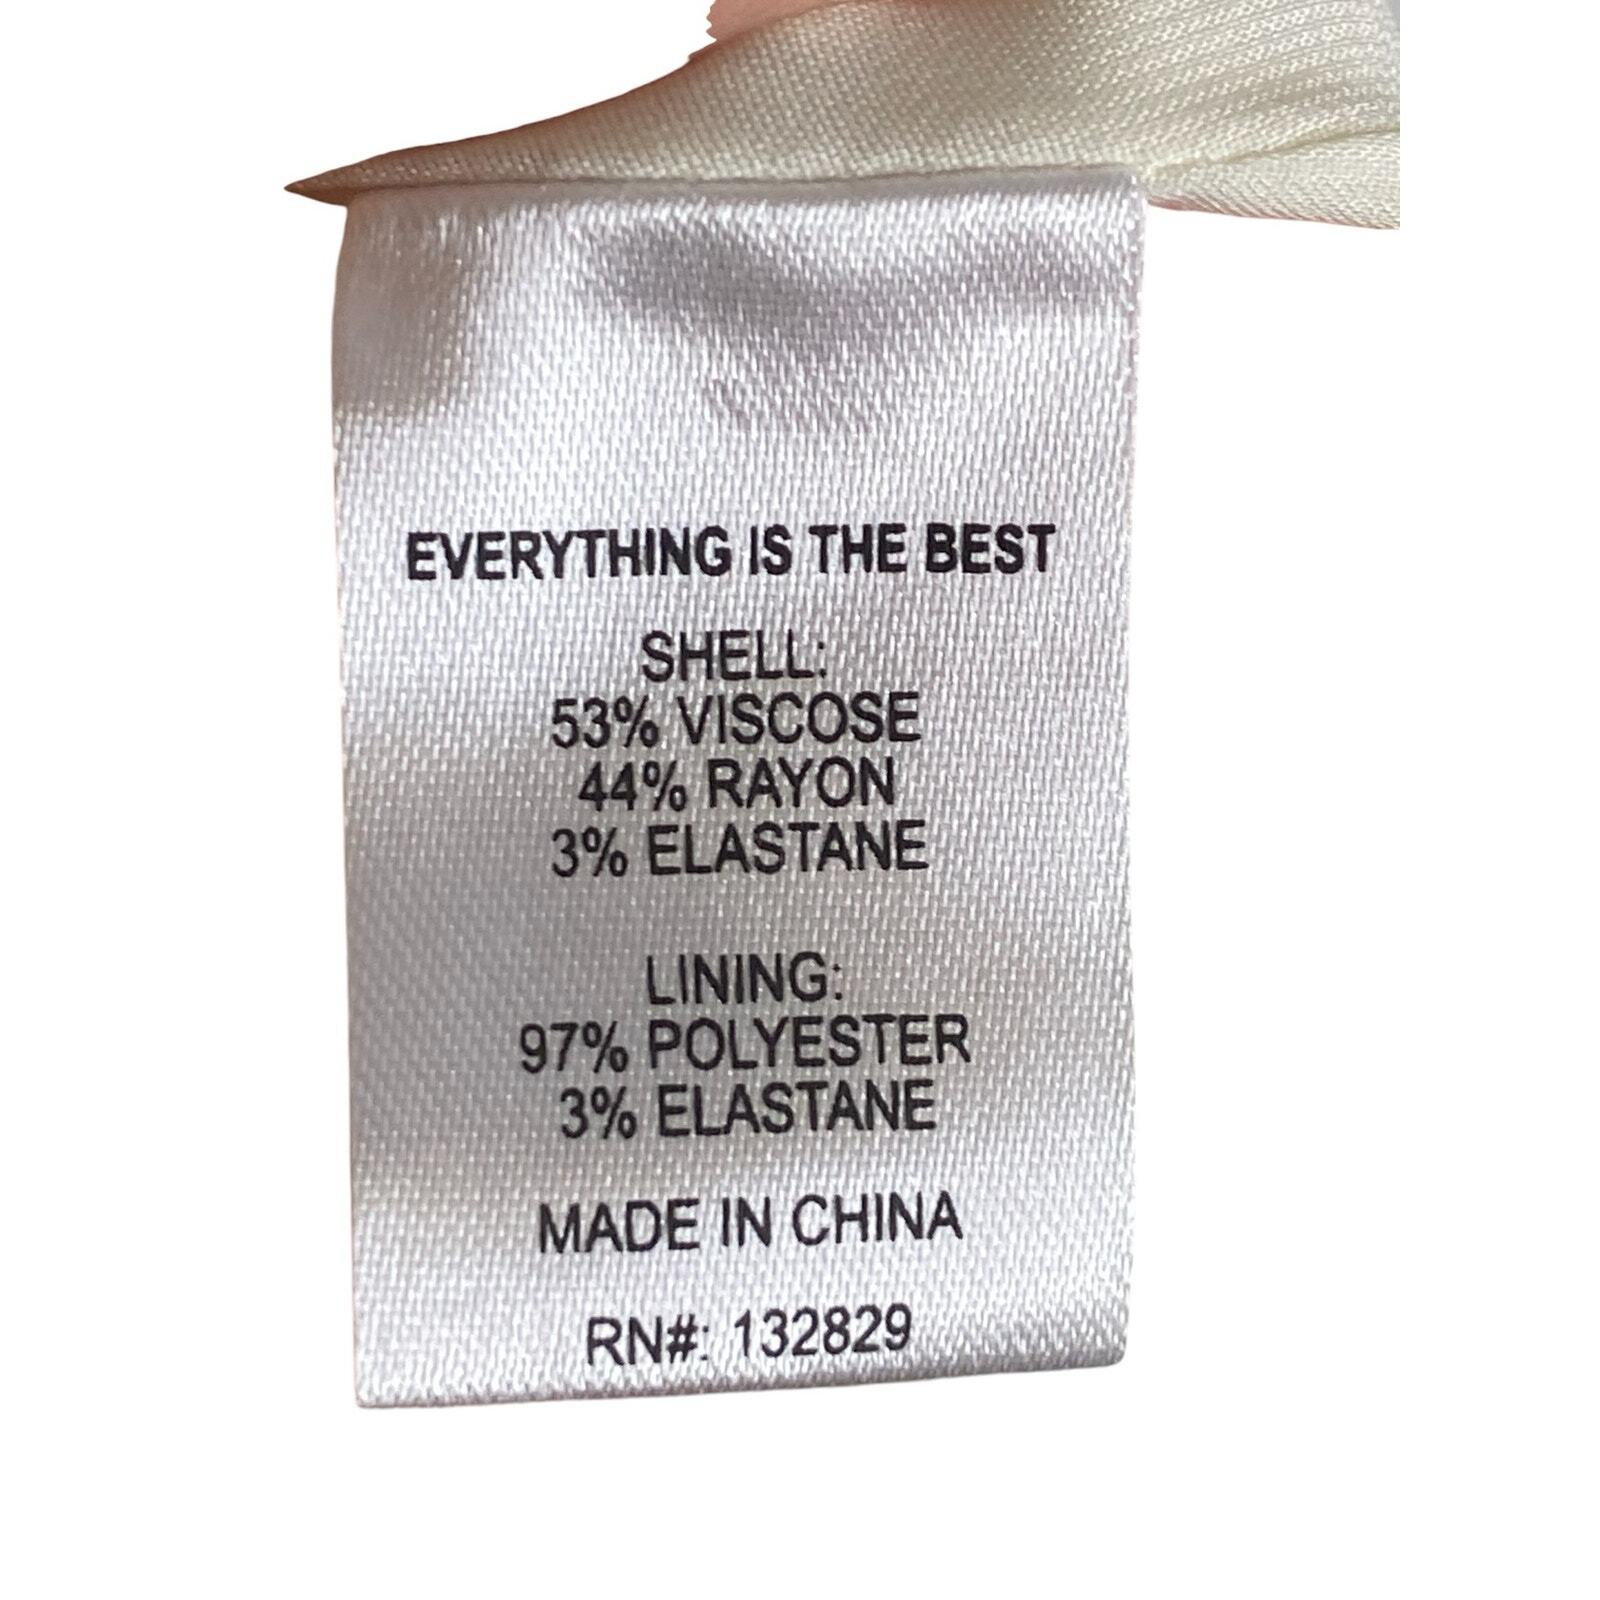 EVERYTHING IS THE BEST
SHELL:
53% VISCOSE
44% RAYON
3% ELASTANE
LINING:
97% POLYESTER
3% ELASTANE
MADE IN CHINA
RN#: 132829